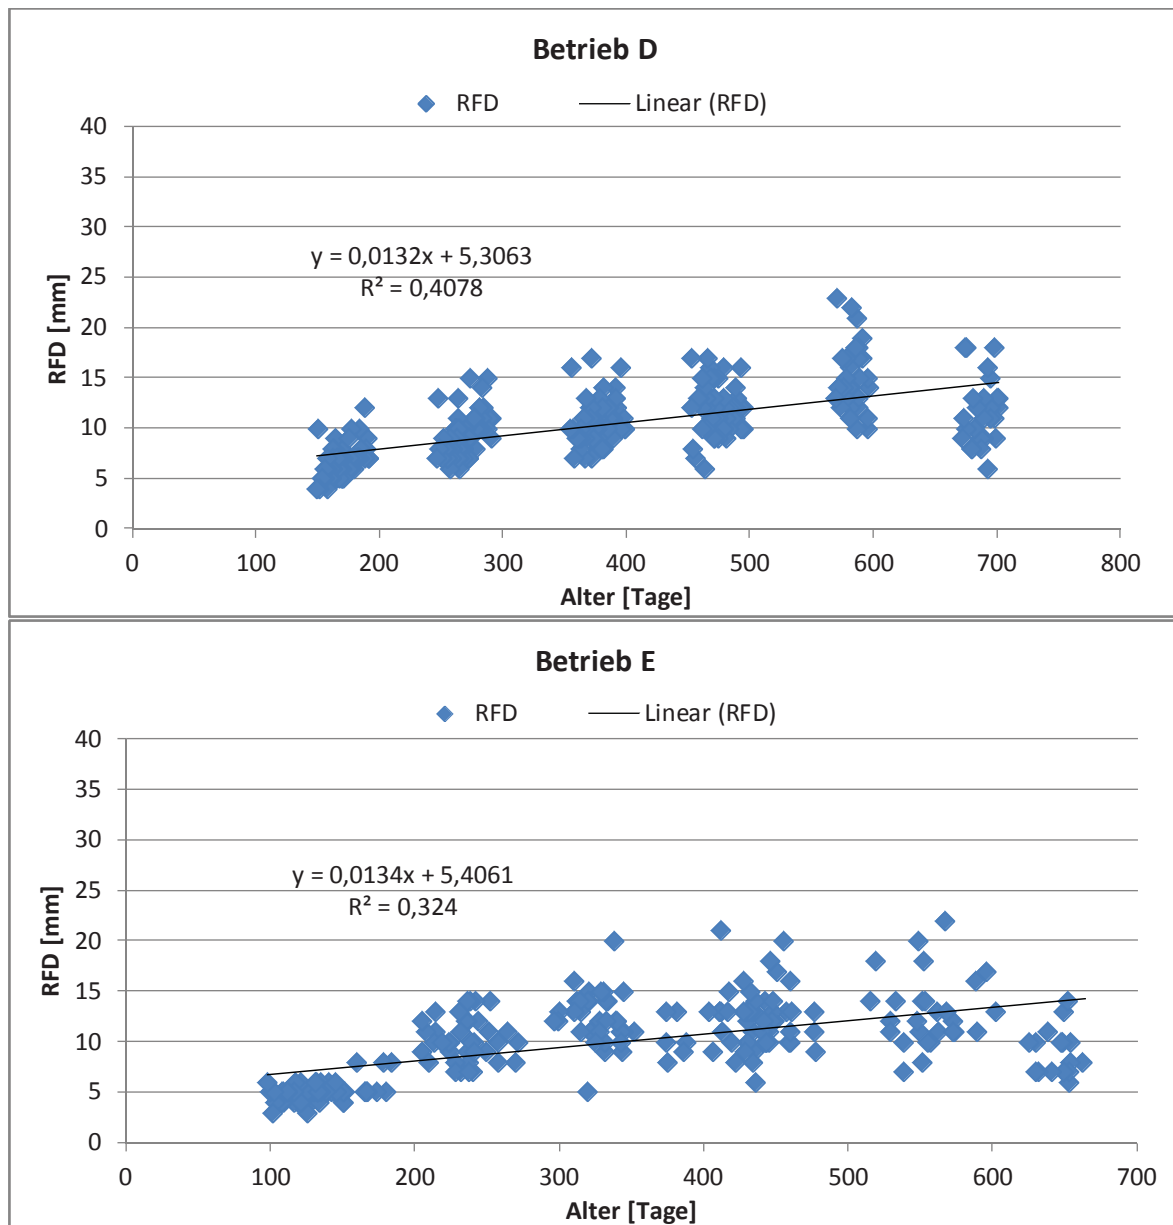 Betrieb D
RFD Linear (RFD)
40
35
30
25
20
15
10
5
0
y = 0,0132x + 5,3063
R² = 0,4078
RFD [mm]
0 100 200 300 400 500 600 700 800
Alter [Tage]
Betrieb E
RFD Linear (RFD)
40
35
30
25
20
15
10
5
0
y = 0,0134x + 5,4061
R² = 0,324
RFD [mm]
0 100 200 300 400 500 600 700
Alter [Tage]